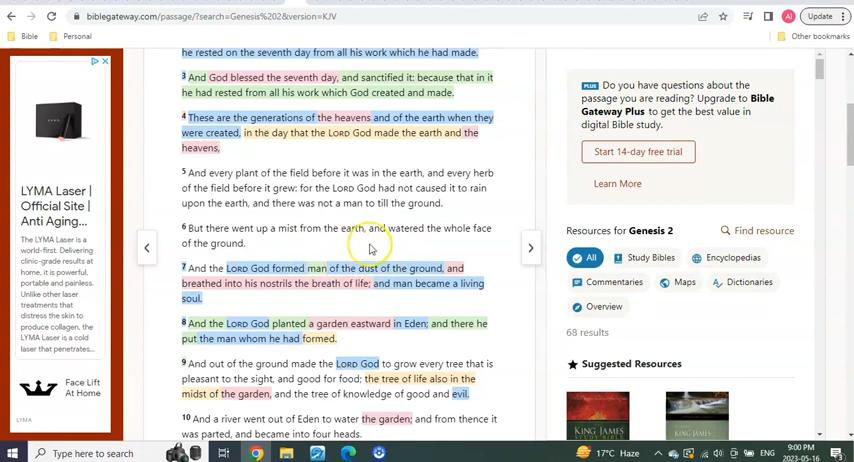 biblegateway.com/passage/?search=Genesis%202&version=KJV
AI
Update
Bible
Personal
Other bookmarks
he rested on the seventh day from all his work which he had made.
3 And God blessed the seventh day, and sanctified it: because that in it
he had rested from all his work which God created and made.
4 These are the generations of the heavens and of the earth when they
were created, in the day that the LORD God made the earth and the
heavens,
5 And every plant of the field before it was in the earth, and every herb
of the field before it grew: for the LORD God had not caused it to rain
upon the earth, and there was not a man to till the ground.
6 But there went up a mist from the earth, and watered the whole face
of the ground.
7 And the LORD God formed man of the dust of the ground, and
breathed into his nostrils the breath of life; and man became a living
soul.
8 And the LORD God planted a garden eastward in Eden; and there he
put the man whom he had formed.
9 And out of the ground made the LORD God to grow every tree that is
pleasant to the sight, and good for food; the tree of life also in the
midst of the garden, and the tree of knowledge of good and evil.
10 And a river went out of Eden to water the garden; and from thence it
was parted, and became into four heads.
LYMA Laser |
Official Site |
Anti Aging...
The LYMA Laser is a
world-first. Delivering
clinic-grade results at
home, it is powerful,
portable and painless.
Unlike other laser
treatments that
distress the skin to
produce collagen, the
LYMA Laser is a cold
laser that penetrates...
Face Lift
At Home
LYMA
PLUS Do you have questions about the
passage you are reading? Upgrade to Bible
Gateway Plus to get the best value in
digital Bible study.
Start 14-day free trial
Learn More
Resources for Genesis 2
Find resource
All
Study Bibles
Encyclopedias
Commentaries
Maps
Dictionaries
Overview
68 results
Suggested Resources
KING JAMES
Type here to search
17°C Haze
ENG
9:00 PM
2023-05-16
3